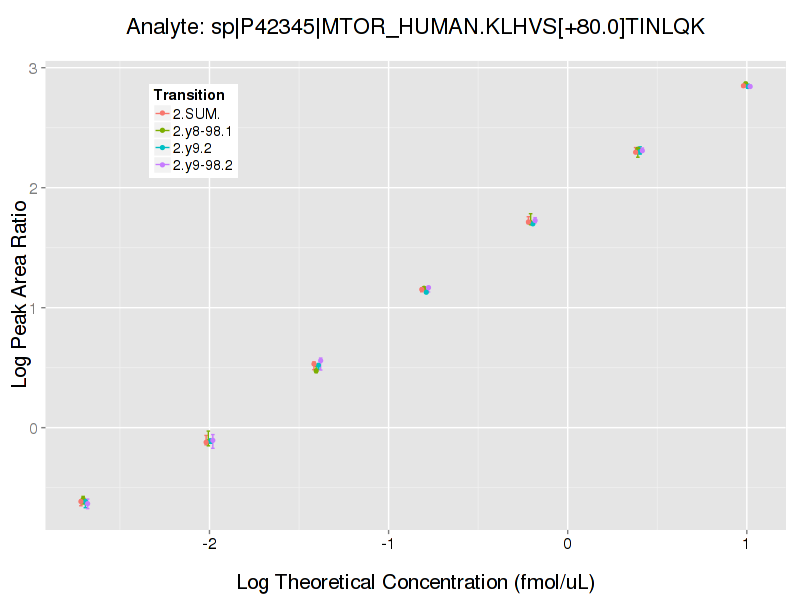 Analyte: sp|P42345|MTOR_HUMAN.KLHVS[+80.0]TINLQK
Transition
2.SUM.
2.y8-98.1
2.y9.2
2.y9-98.2
Log Peak Area Ratio
3
2
1
0
-2
-1
0
1
Log Theoretical Concentration (fmol/uL)